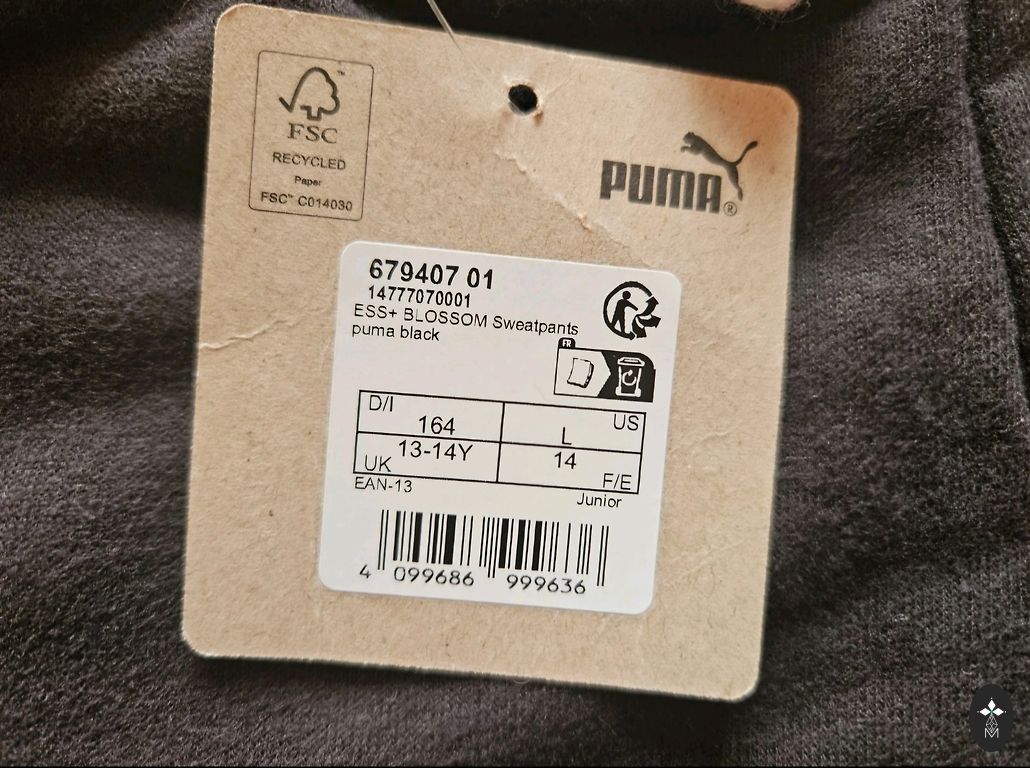 FSC™
RECYCLED
Paper
FSC™ C014030
PUMA®
679407 01
14777070001
ESS+ BLOSSOM Sweatpants
puma black
FR
D/I 164
L US
UK 13-14Y
14 F/E
EAN-13
Junior
4 099686 999636
M